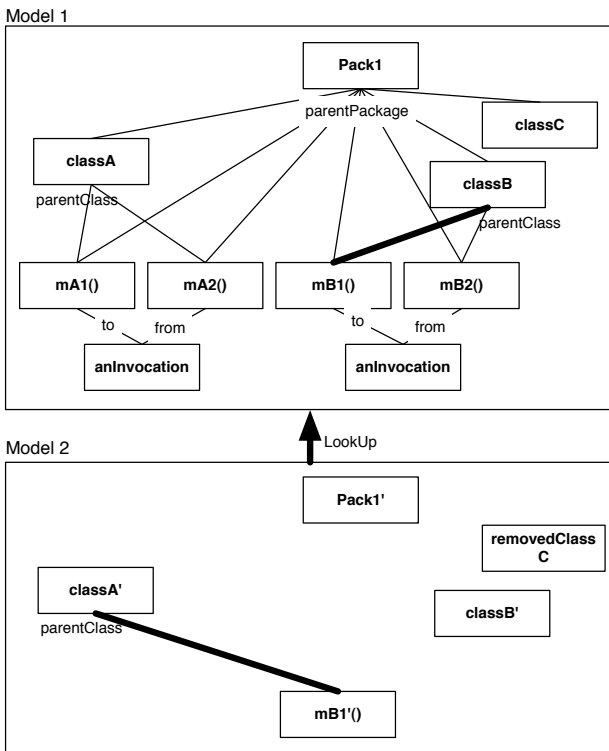 Model 1
Pack1
parentPackage
classC
classA
classB
parentClass
parentClass
mA1()
mA2()
mB1()
mB2()
to
from
to
from
anInvocation
anInvocation
LookUp
Model 2
Pack1'
removedClass
C
classA'
classB'
parentClass
mB1'()